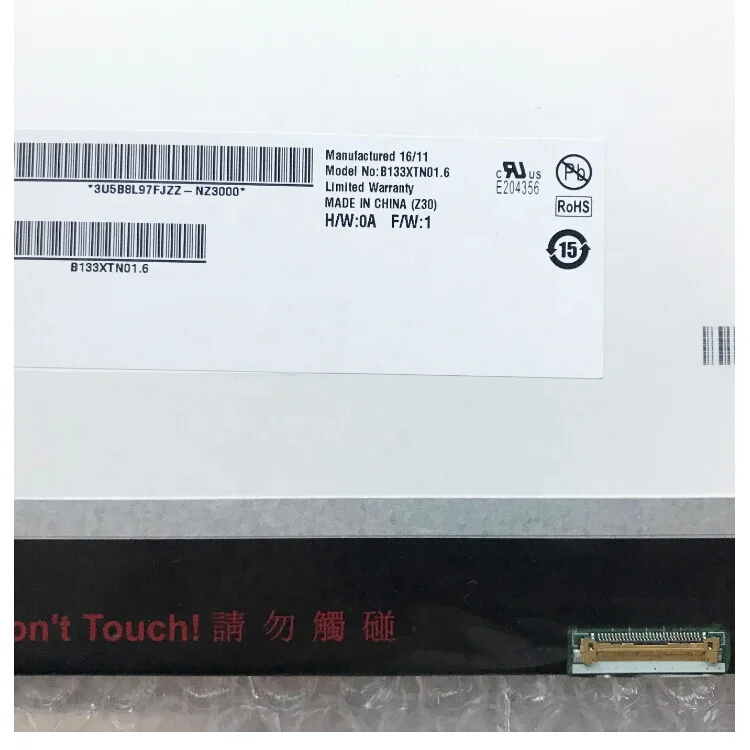 Manufactured 16/11
*3U5B8L97FJZZ-NZ3000*
Model No:B133XTN01.6
Limited Warranty
MADE IN CHINA (Z30)
H/W:0A F/W:1
C RU US
E204356
Pb
RoHS
15
B133XTN01.6
on't Touch! 請勿觸碰